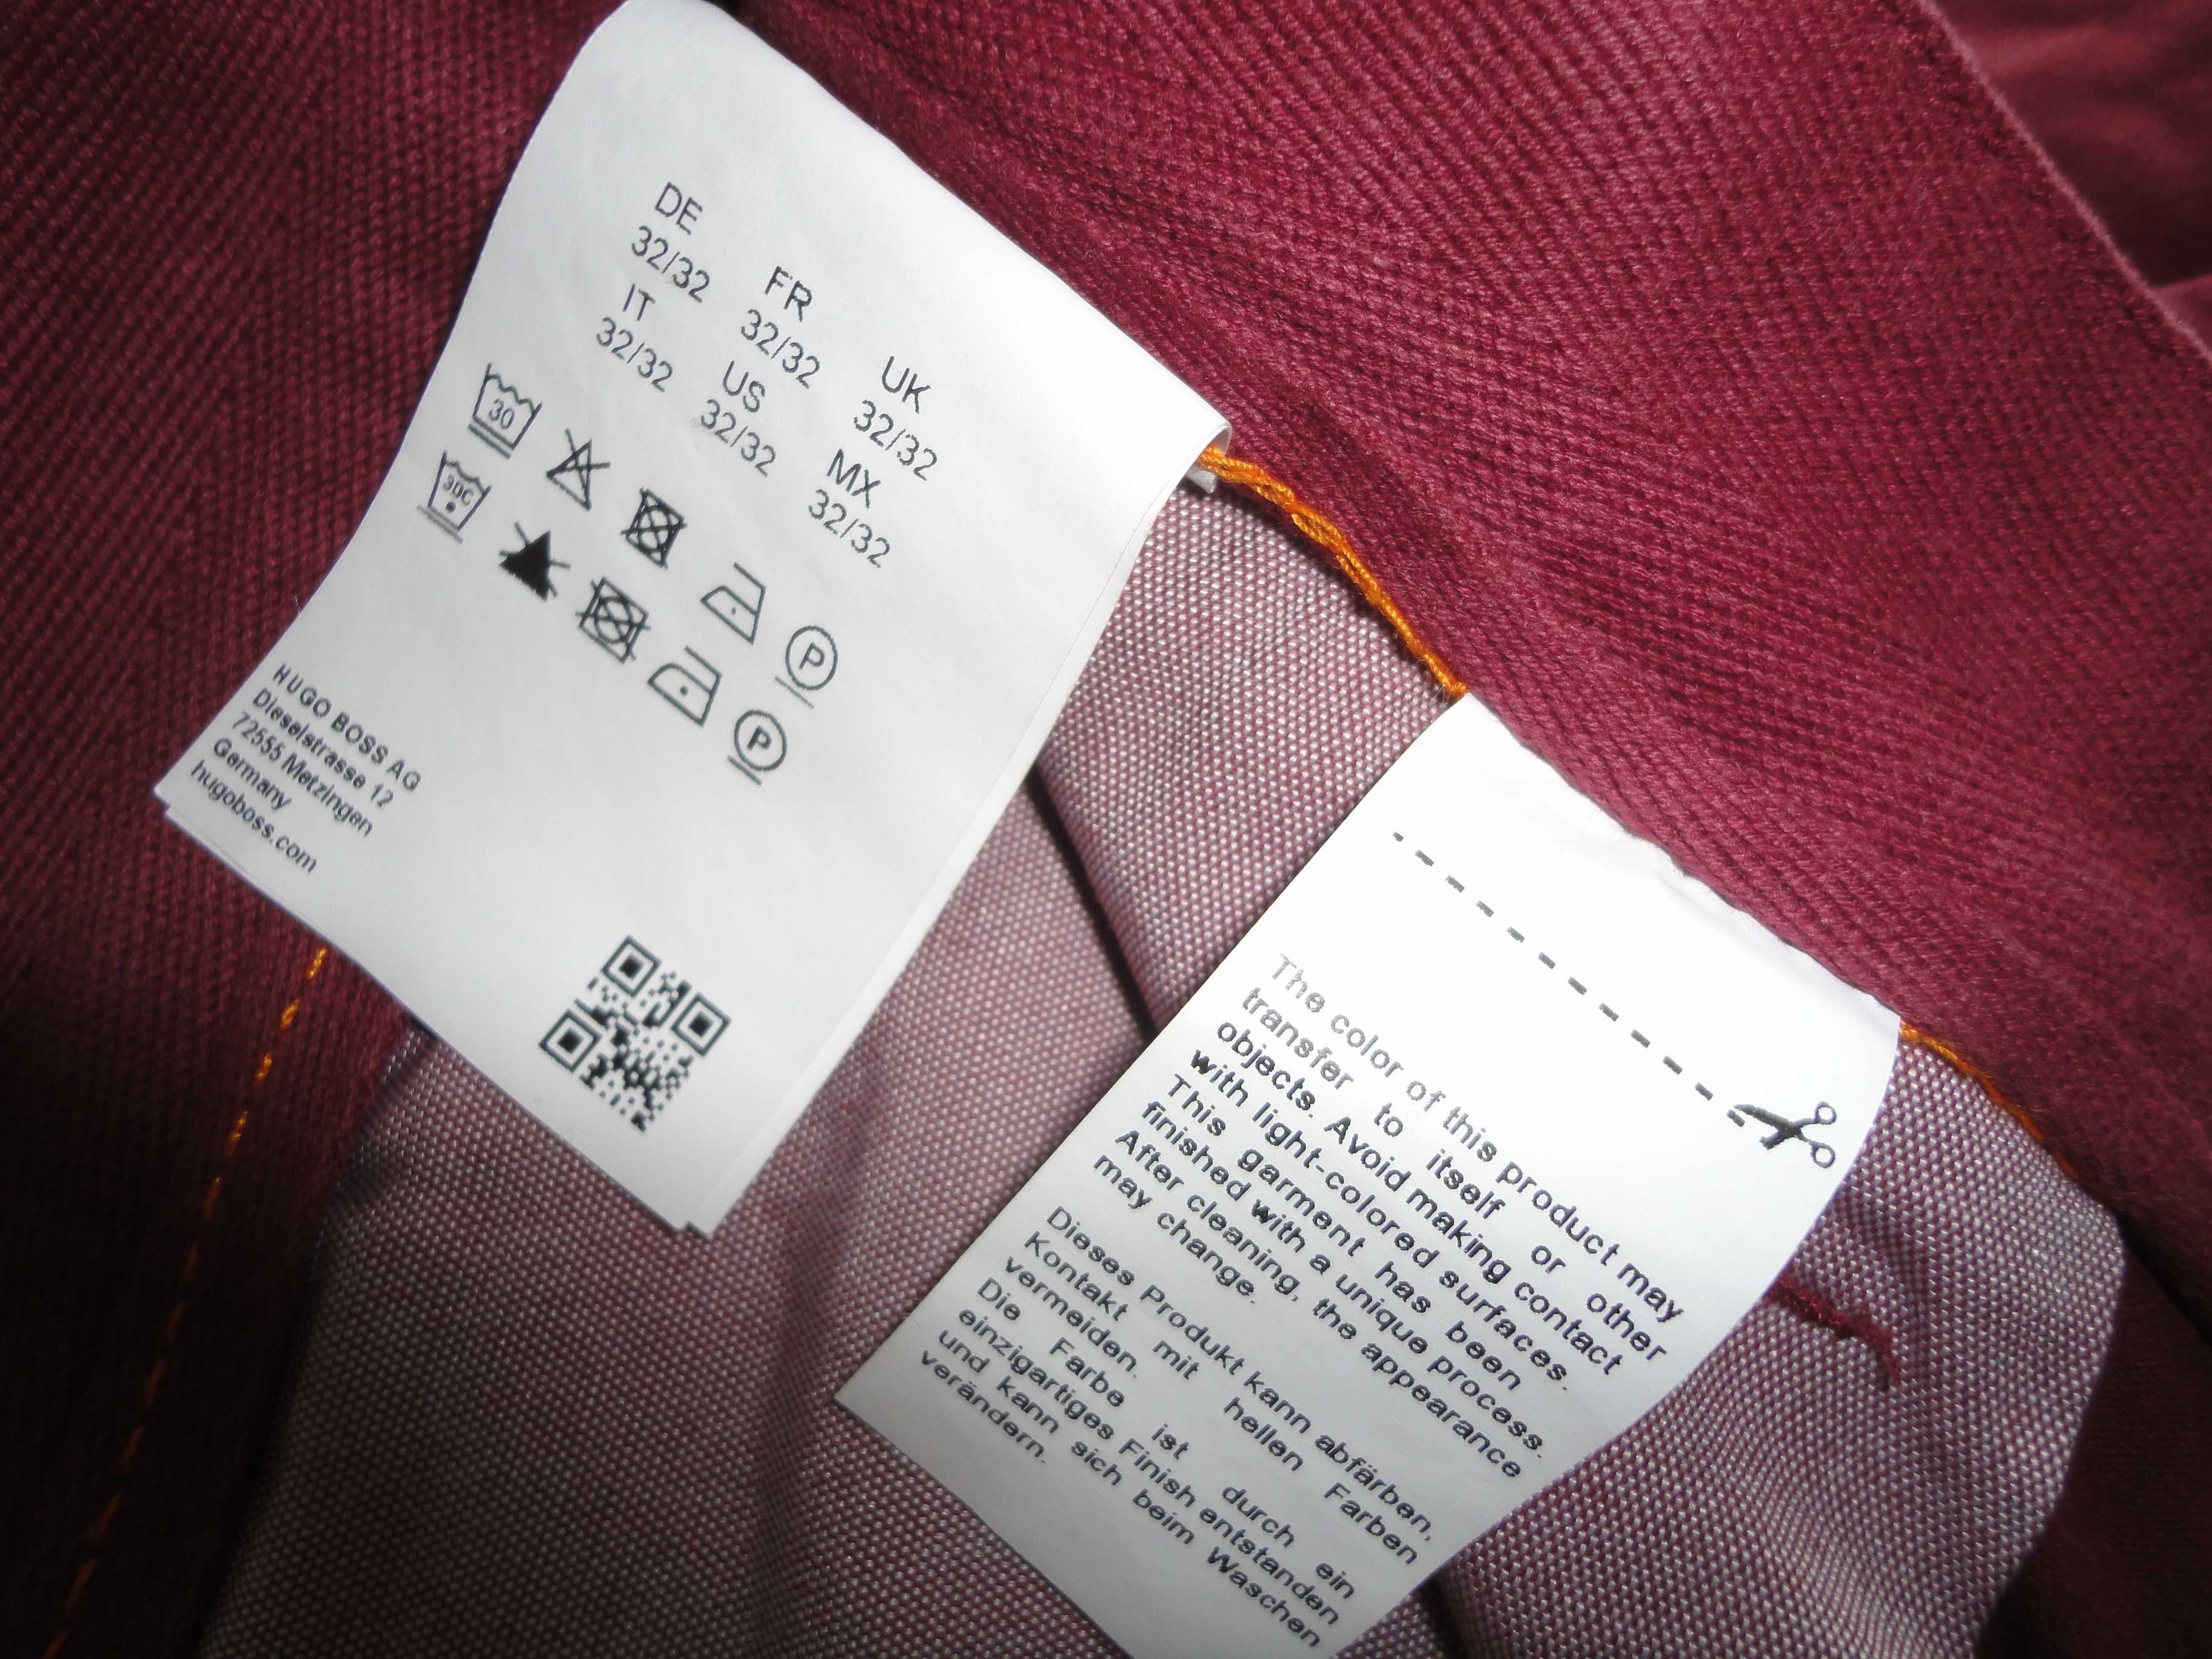 DE FR UK
32/32 32/32 32/32
IT US MX
32/32 32/32 32/32
30
30C
P
P
HUGO BOSS AG
Dieselstrasse 12
72555 Metzingen
Germany
hugoboss.com
The color of this product may
transfer to itself or other
objects. Avoid making contact
with light-colored surfaces.
This garment has been
finished with a unique process.
After cleaning, the appearance
may change.
Dieses Produkt kann abfärben,
Kontakt mit hellen Farben
vermeiden.
Die Farbe ist durch ein
einzigartiges Finish entstanden
und kann sich beim Waschen
verändern.